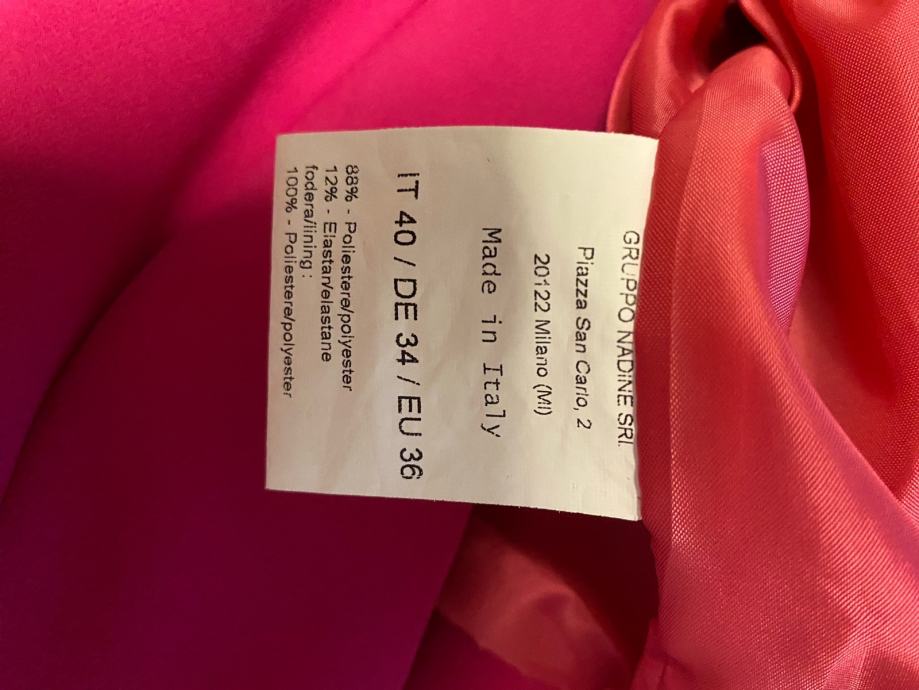 GRUPPO NADINE SRL
Piazza San Carlo, 2
20122 Milano (MI)
Made in Italy
IT 40 / DE 34 / EU 36
88% - Poliestere/polyester
12% - Elastan/elastane
fodera/lining :
100% - Poliestere/polyester